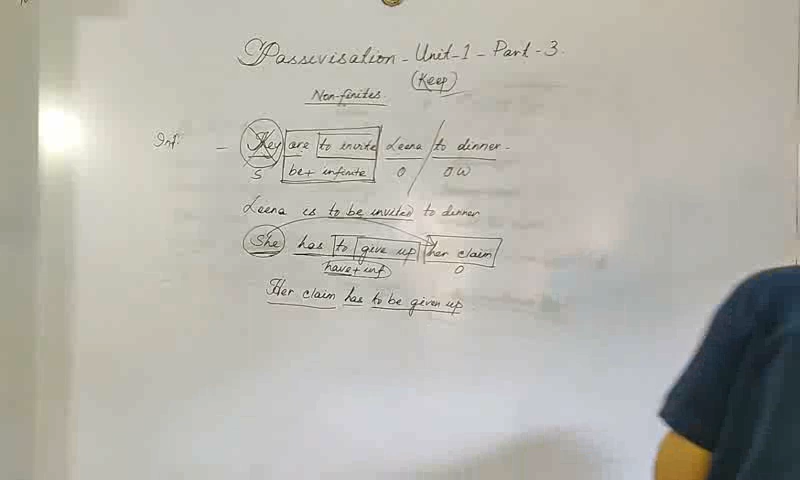 Passivisation - Unit-1 - Part-3.
(Keep)
Non-finites.
Inf: - They are to invite Leena / to dinner.
S be + infinite O OW
Leena is to be invited to dinner
She has to give up her claim
have + inf O
Her claim has to be given up